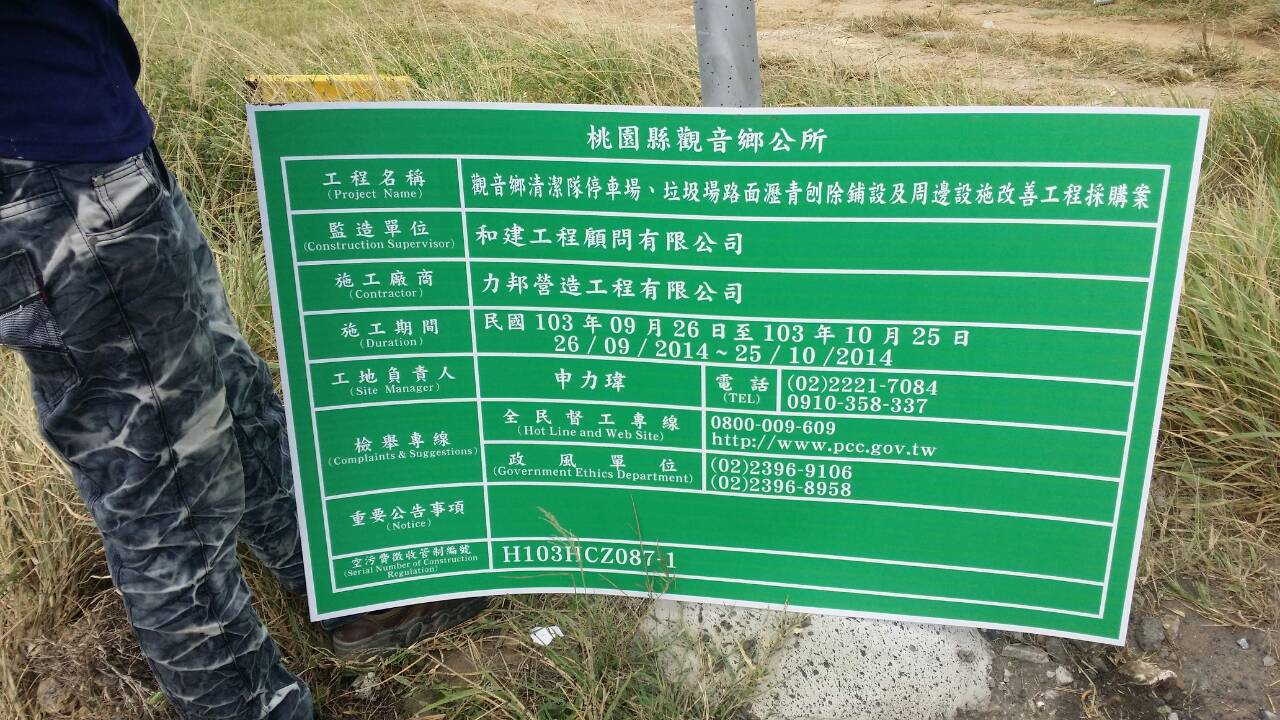 桃園縣觀音鄉公所
工程名稱 觀音鄉清潔隊停車場、垃圾場路面瀝青刨除鋪設及周邊設施改善工程採購案
(Project Name)
監造單位 和建工程顧問有限公司
(Construction Supervisor)
施工廠商 力邦營造工程有限公司
(Contractor)
施工期間 民國 103 年 09 月 26 日至 103 年 10 月 25 日
(Duration) 26 / 09 / 2014 ~ 25 / 10 /2014
工地負責人 申力瑋 電話 (02)2221-7084
(Site Manager) (TEL) 0910-358-337
檢舉專線 全民督工專線 0800-009-609
(Complaints & Suggestions) (Hot Line and Web Site) http://www.pcc.gov.tw
政風單位 (02)2396-9106
(Government Ethics Department) (02)2396-8958
重要公告事項
(Notice)
空污費徵收管制編號 H103HCZ087-1
(Serial Number of Construction
Regulation)